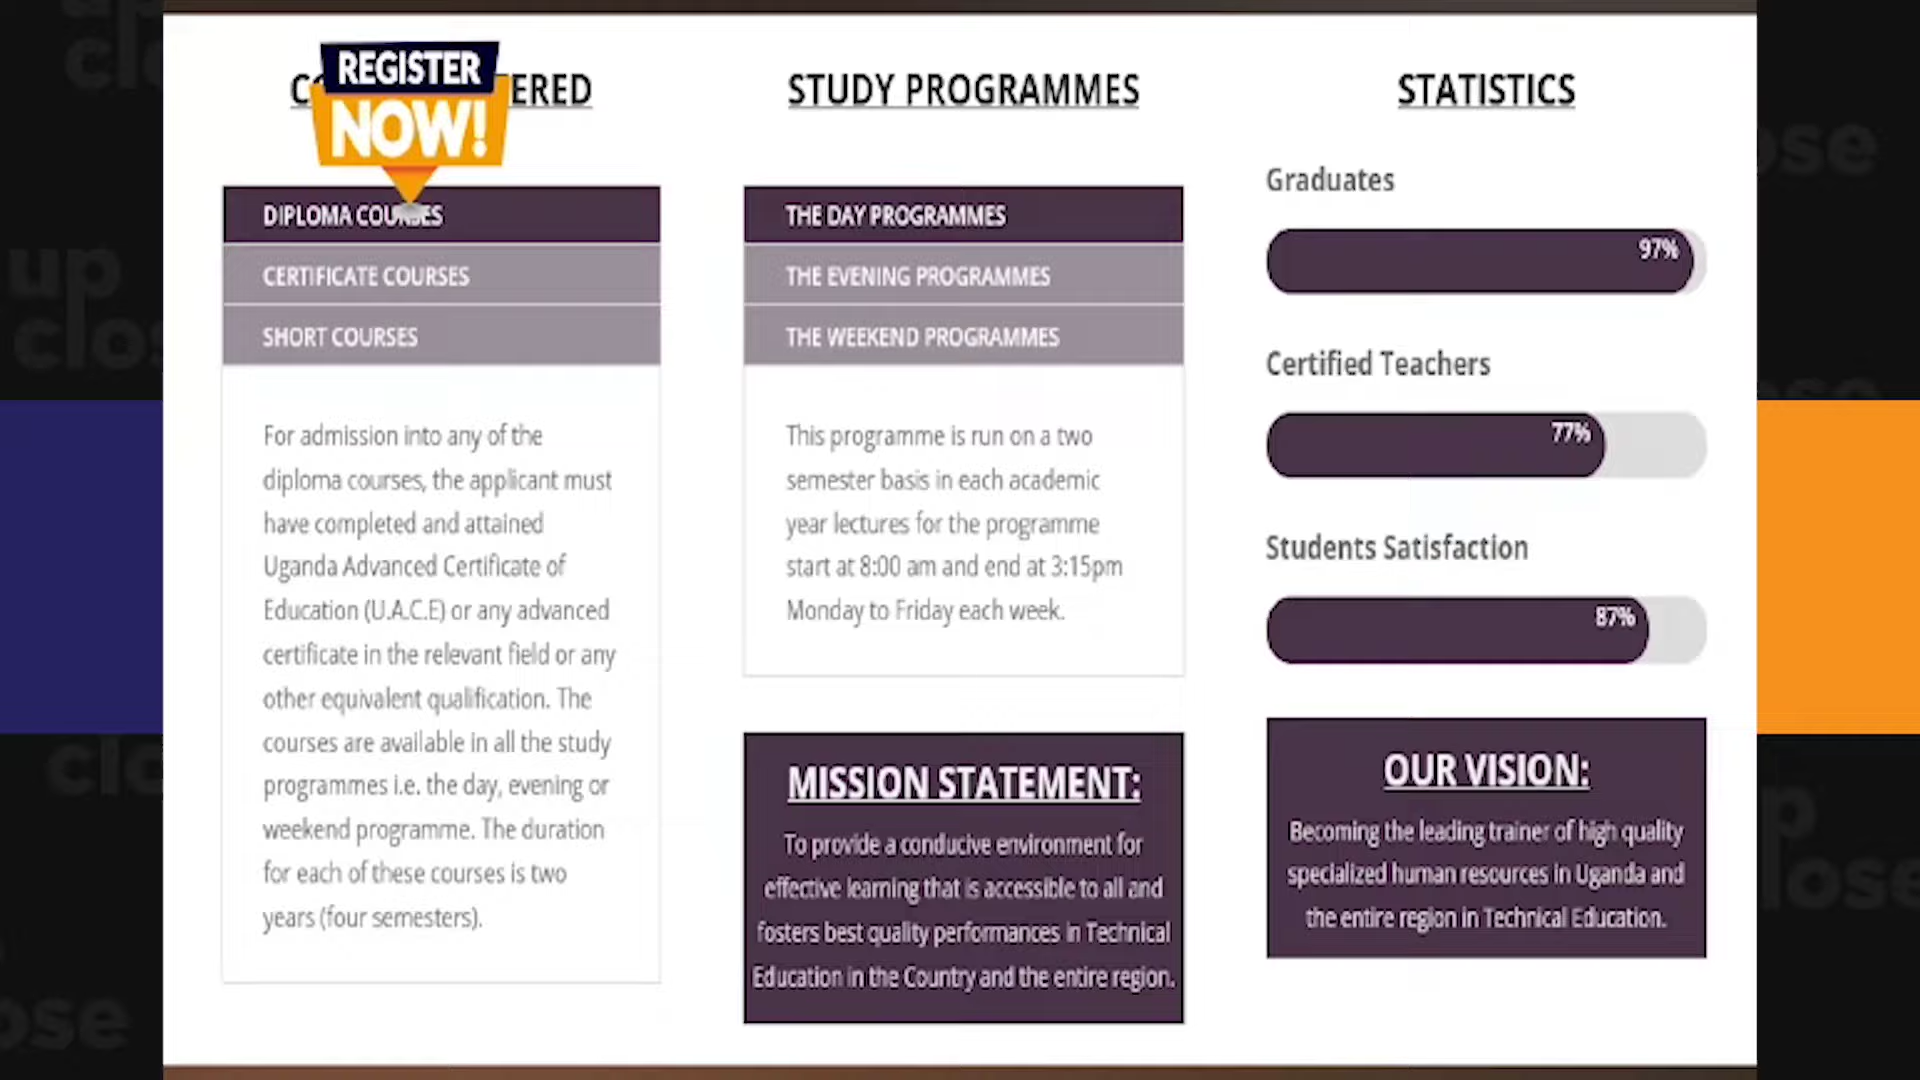 REGISTER
NOW!
ERED
DIPLOMA COURSES
CERTIFICATE COURSES
SHORT COURSES
For admission into any of the
diploma courses, the applicant must
have completed and attained
Uganda Advanced Certificate of
Education (U.A.C.E) or any advanced
certificate in the relevant field or any
other equivalent qualification. The
courses are available in all the study
programmes i.e. the day, evening or
weekend programme. The duration
for each of these courses is two
years (four semesters).
STUDY PROGRAMMES
THE DAY PROGRAMMES
THE EVENING PROGRAMMES
THE WEEKEND PROGRAMMES
This programme is run on a two
semester basis in each academic
year lectures for the programme
start at 8:00 am and end at 3:15pm
Monday to Friday each week.
MISSION STATEMENT:
To provide a conducive environment for
effective learning that is accessible to all and
fosters best quality performances in Technical
Education in the Country and the entire region.
STATISTICS
Graduates
97%
Certified Teachers
77%
Students Satisfaction
87%
OUR VISION:
Becoming the leading trainer of high quality
specialized human resources in Uganda and
the entire region in Technical Education.
up
close